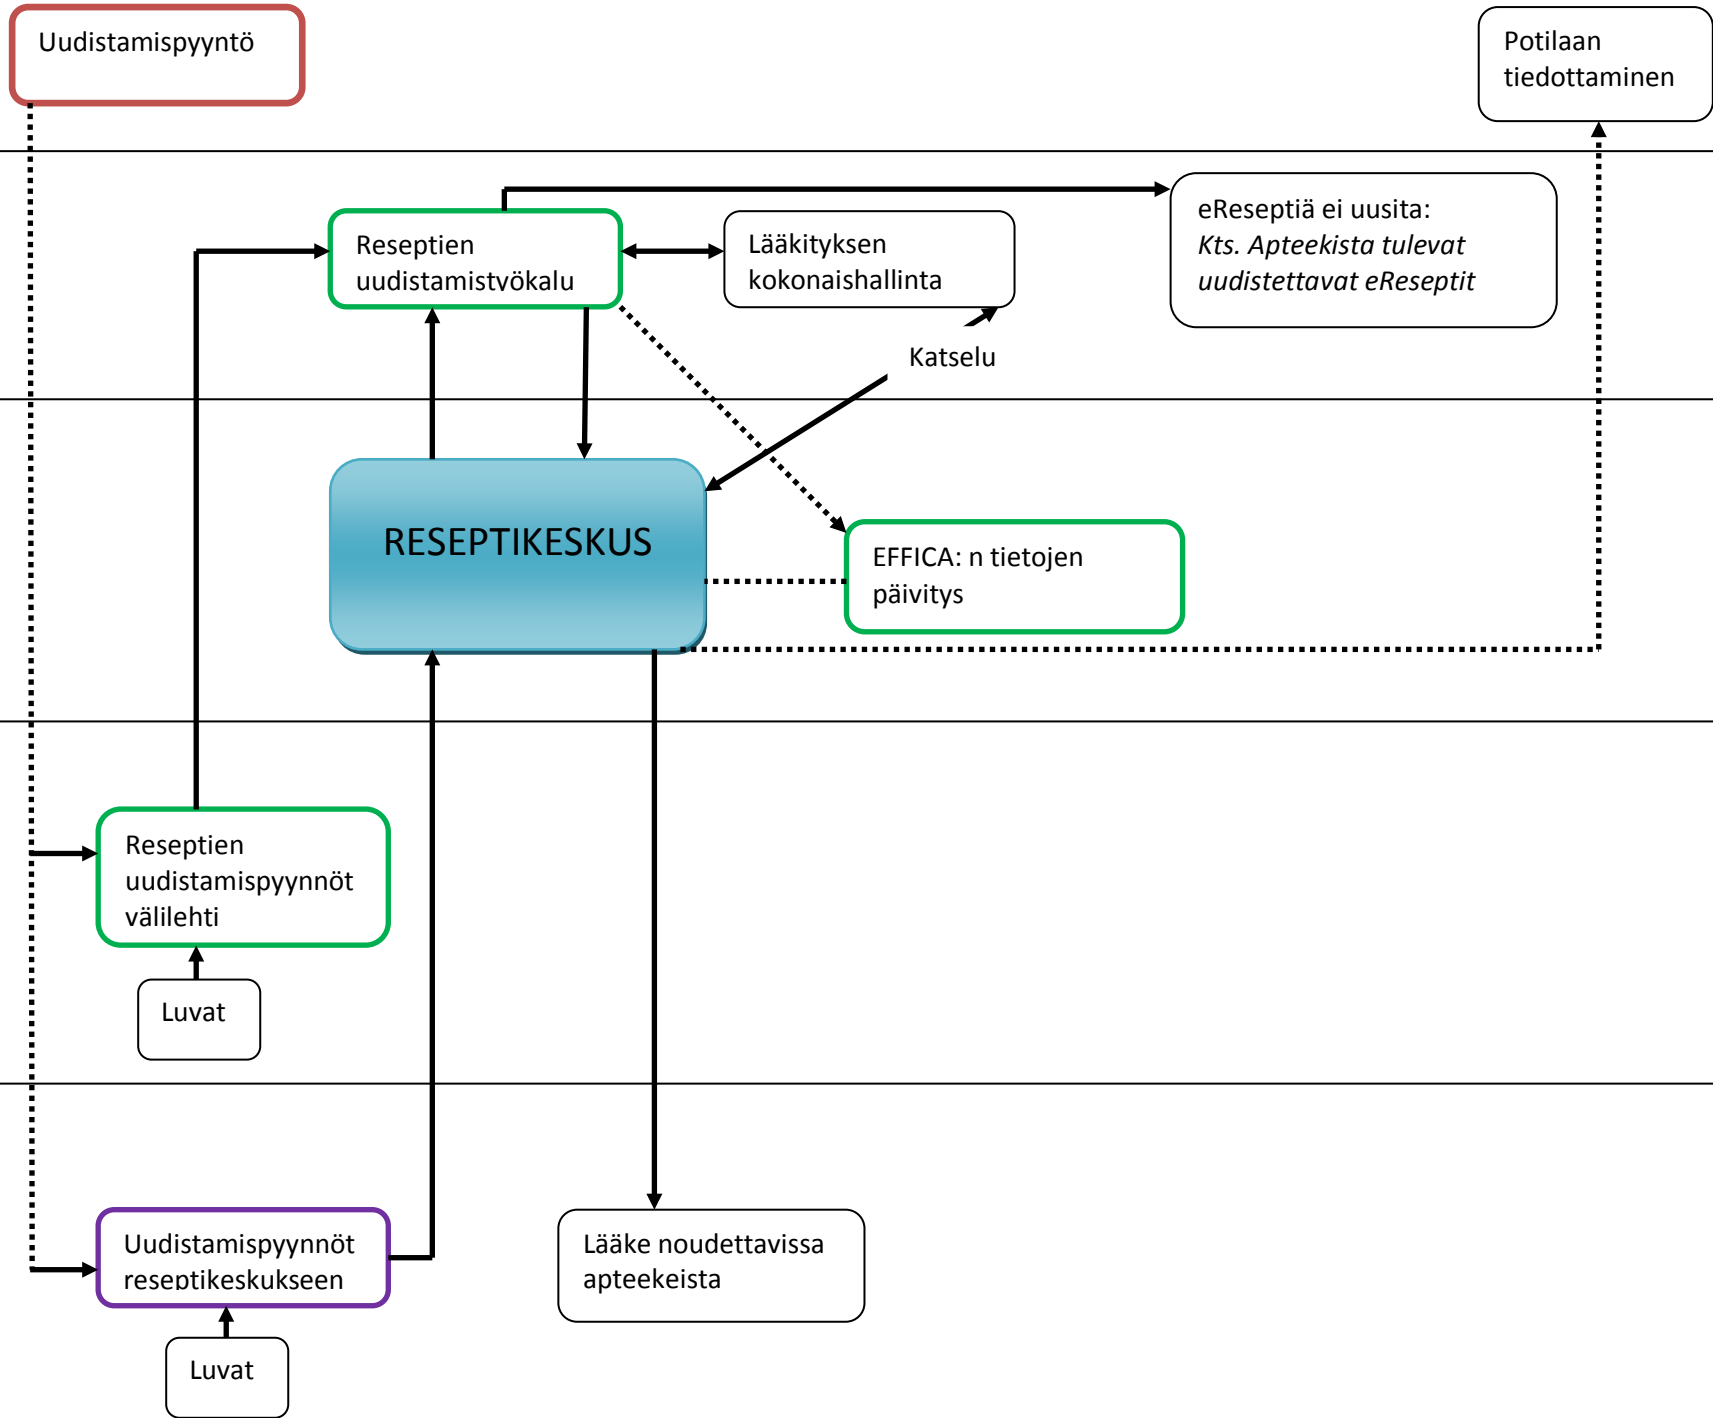 Uudistamispyyntö
Potilaan
tiedottaminen
Reseptien
uudistamistyökalu
Lääkityksen
kokonaishallinta
eReseptiä ei uusita:
Kts. Apteekista tulevat
uudistettavat eReseptit
Katselu
RESEPTIKESKUS
EFFICA: n tietojen
päivitys
Reseptien
uudistamispyynnöt
välilehti
Luvat
Uudistamispyynnöt
reseptikeskukseen
Lääke noudettavissa
apteekeista
Luvat